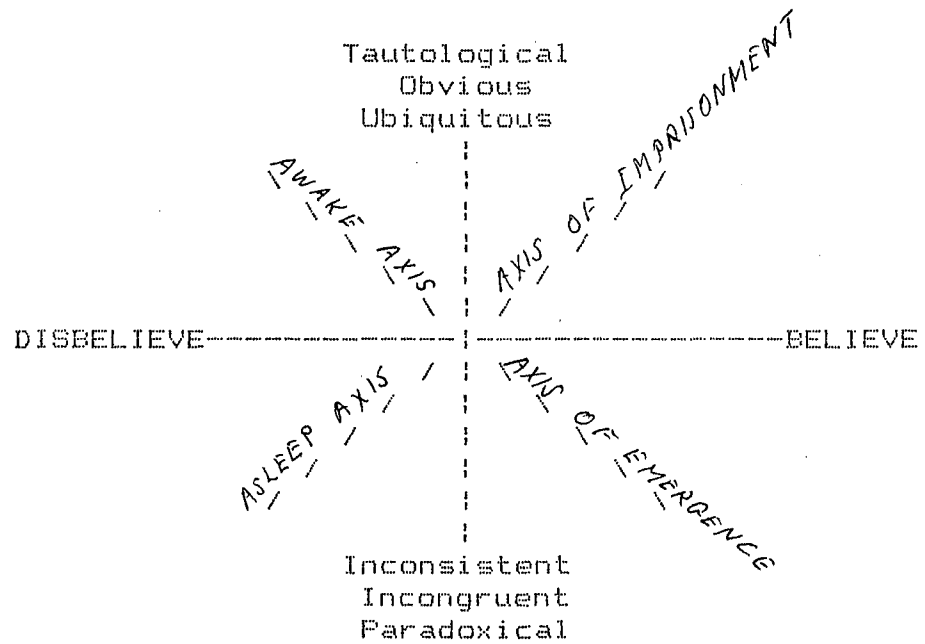 Tautological
Obvious
Ubiquitous
AWAKE AXIS
AXIS OF IMPRISONMENT
DISBELIEVE
BELIEVE
ASLEEP AXIS
AXIS OF EMERGENCE
Inconsistent
Incongruent
Paradoxical